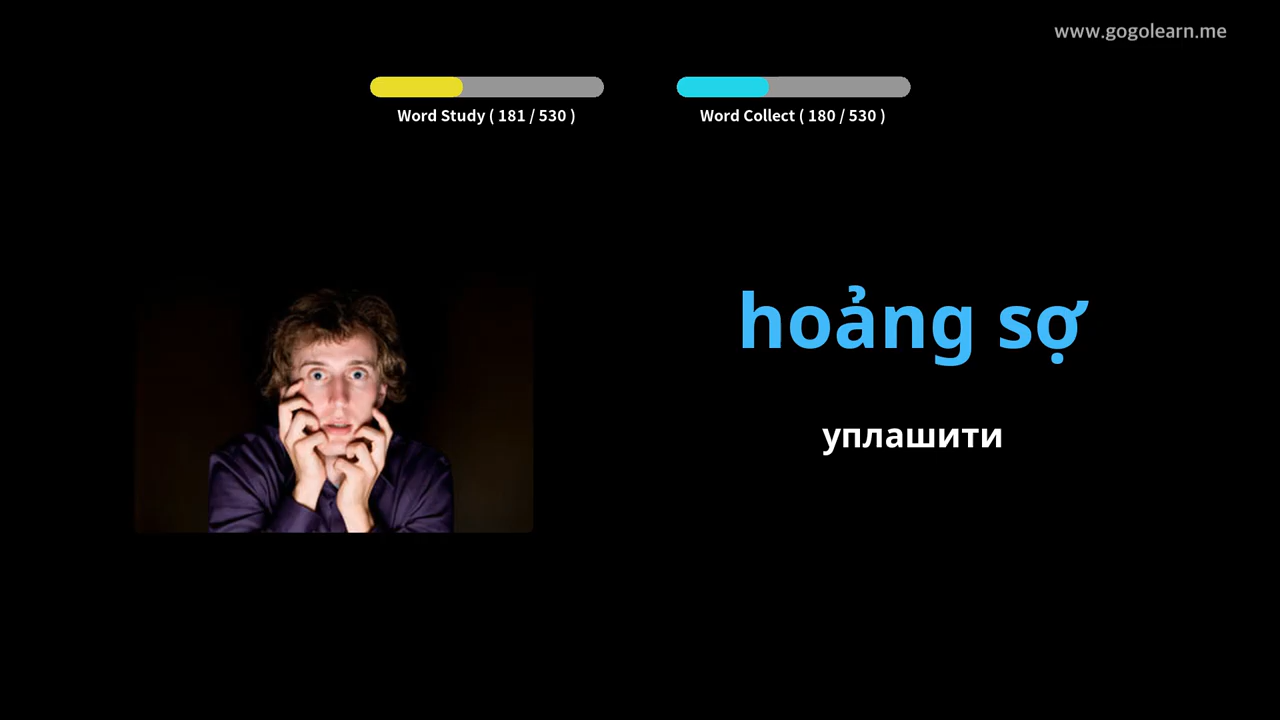 www.gogolearn.me
Word Study ( 181 / 530 )
Word Collect ( 180 / 530 )
hoảng sợ
уплашити